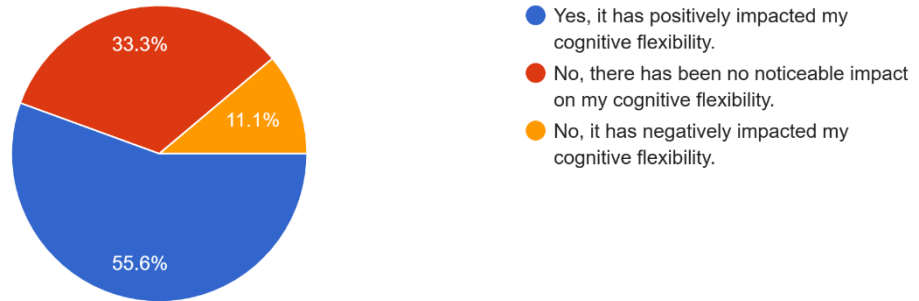 33.3%
11.1%
55.6%
Yes, it has positively impacted my
cognitive flexibility.
No, there has been no noticeable impact
on my cognitive flexibility.
No, it has negatively impacted my
cognitive flexibility.